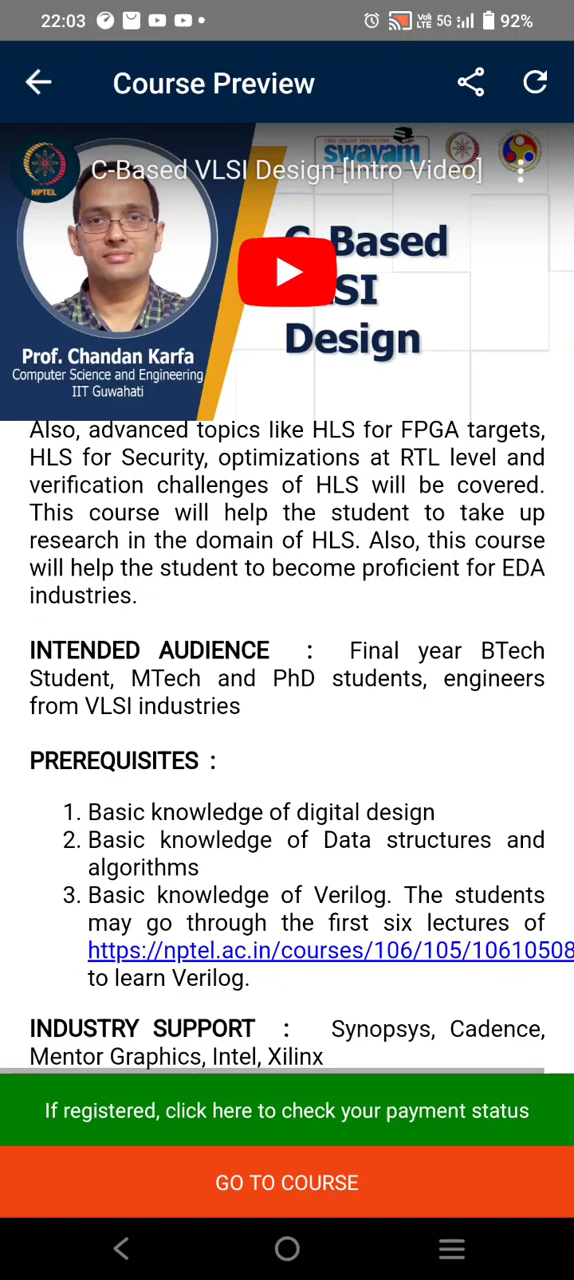 22:03
Vo)) LTE 5G 92%
Course Preview
swayam
NPTEL
C-Based VLSI Design [Intro Video]
C-Based
VLSI
Design
Prof. Chandan Karfa
Computer Science and Engineering
IIT Guwahati
Also, advanced topics like HLS for FPGA targets,
HLS for Security, optimizations at RTL level and
verification challenges of HLS will be covered.
This course will help the student to take up
research in the domain of HLS. Also, this course
will help the student to become proficient for EDA
industries.
INTENDED AUDIENCE : Final year BTech
Student, MTech and PhD students, engineers
from VLSI industries
PREREQUISITES :
1. Basic knowledge of digital design
2. Basic knowledge of Data structures and
algorithms
3. Basic knowledge of Verilog. The students
may go through the first six lectures of
https://nptel.ac.in/courses/106/105/10610508
to learn Verilog.
INDUSTRY SUPPORT : Synopsys, Cadence,
Mentor Graphics, Intel, Xilinx
If registered, click here to check your payment status
GO TO COURSE